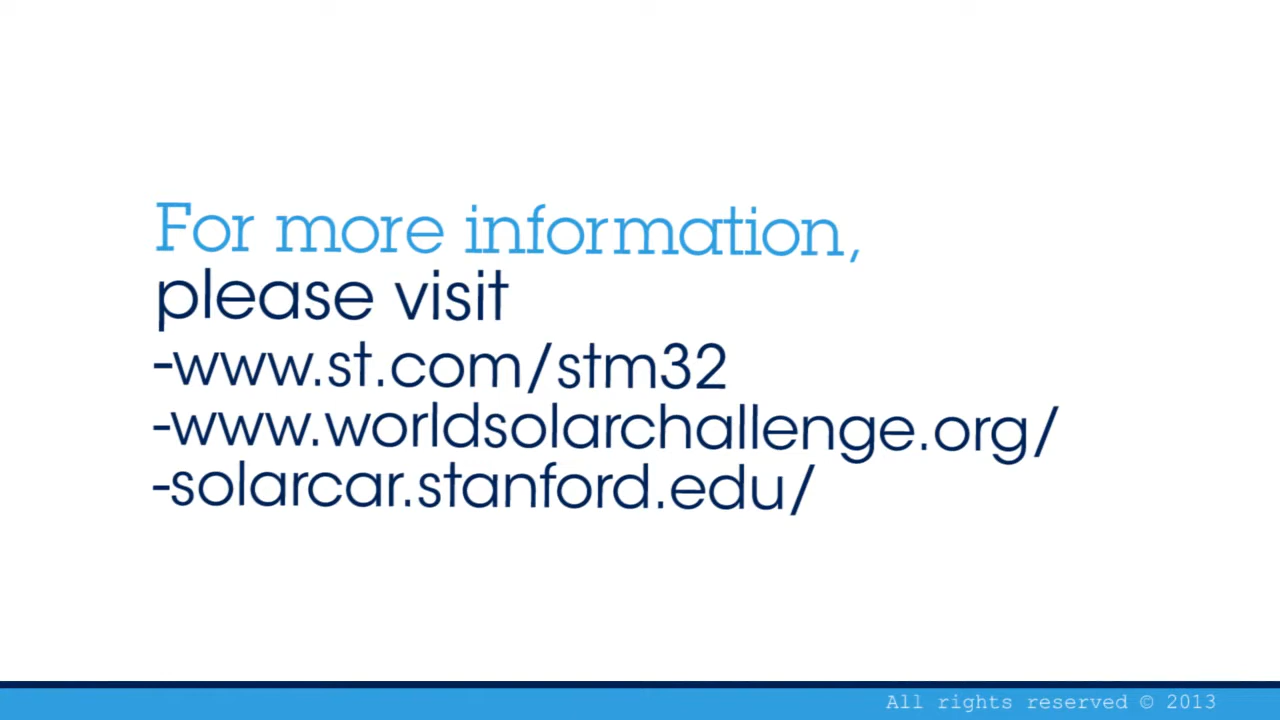 For more information,
please visit
-www.st.com/stm32
-www.worldsolarchallenge.org/
-solarcar.stanford.edu/
All rights reserved © 2013